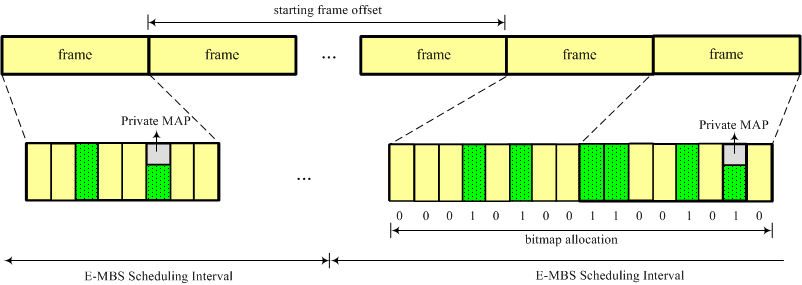 starting frame offset
frame frame ... frame frame frame
Private MAP Private MAP
...
0 0 0 1 0 1 0 0 1 1 0 0 1 0 1 0
bitmap allocation
E-MBS Scheduling Interval E-MBS Scheduling Interval